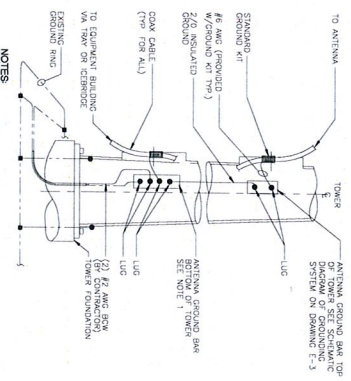 TO ANTENNA
STANDARD
GROUND KIT
#6 AWG (PROVIDED
W/GROUND KIT TYP.)
2/0 INSULATED
GROUND
COAX CABLE
(TYP. FOR ALL)
TO EQUIPMENT BUILDING
VIA TRAY OR ICEBRIDGE
EXISTING
GROUND RING
NOTES:
TOWER
ANTENNA GROUND BAR TOP
OF TOWER SEE SCHEMATIC
DIAGRAM OF GROUNDING
SYSTEM ON DRAWING E-3
LUG
ANTENNA GROUND BAR
BOTTOM OF TOWER
SEE NOTE 1
LUG
LUG
(2) #2 AWG BCW
(BY CONTRACTOR)
TOWER FOUNDATION